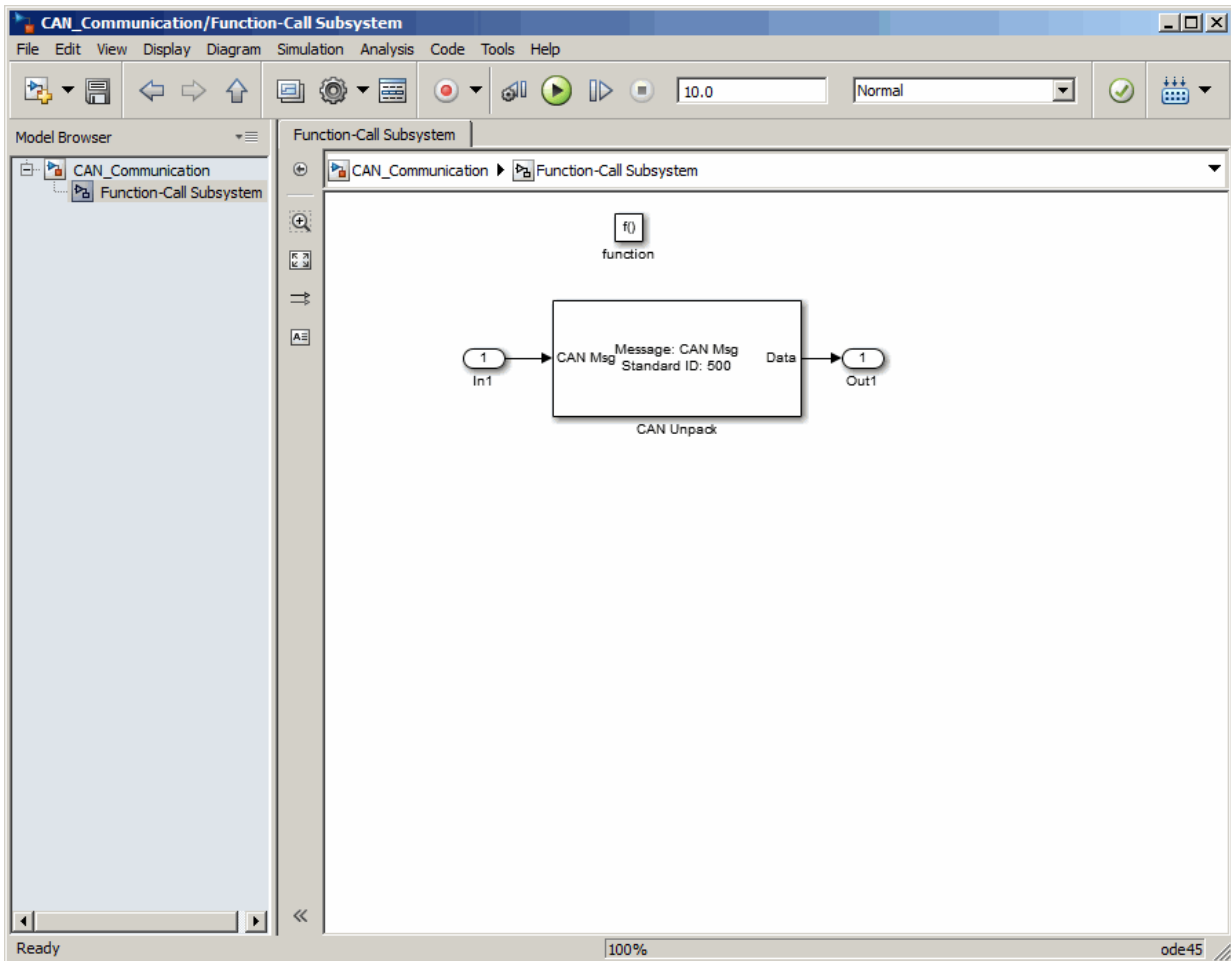 CAN_Communication/Function-Call Subsystem
File Edit View Display Diagram Simulation Analysis Code Tools Help
10.0 Normal
Model Browser
CAN_Communication
Function-Call Subsystem
Function-Call Subsystem
CAN_Communication Function-Call Subsystem
f()
function
1
In1
CAN Msg
Message: CAN Msg
Standard ID: 500
Data
CAN Unpack
1
Out1
Ready 100% ode45